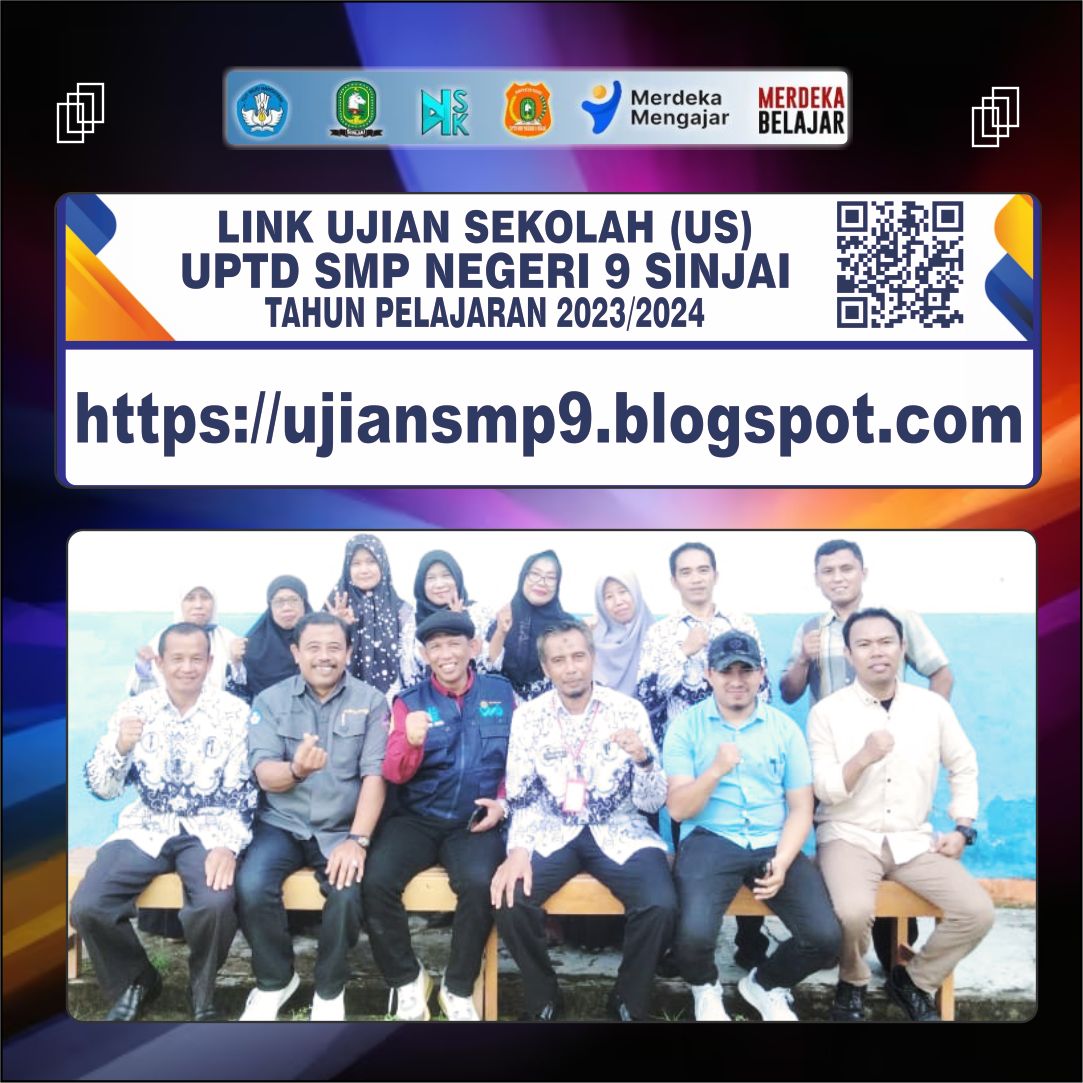 SK
Merdeka
Mengajar
MERDEKA
BELAJAR
LINK UJIAN SEKOLAH (US)
UPTD SMP NEGERI 9 SINJAI
TAHUN PELAJARAN 2023/2024
https://ujiansmp9.blogspot.com